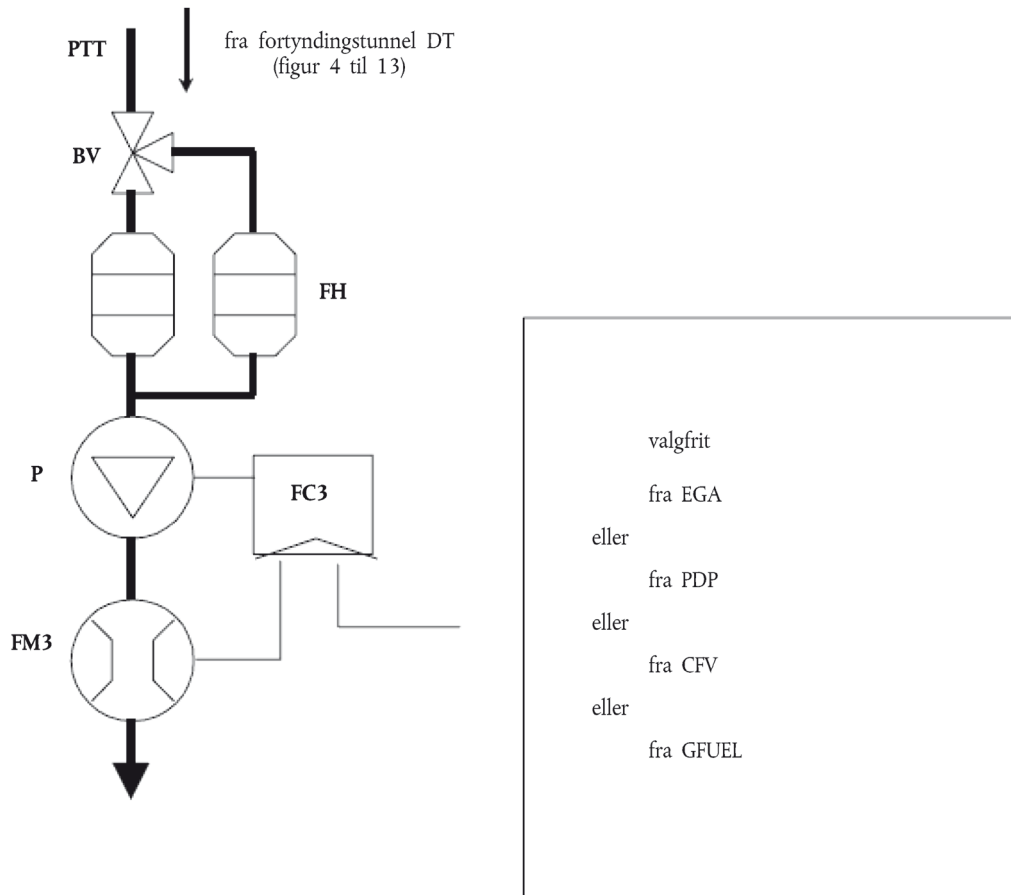 PTT
fra fortyndingstunnel DT
(figur 4 til 13)
BV
FH
P
FC3
FM3
valgfrit
fra EGA
eller
fra PDP
eller
fra CFV
eller
fra GFUEL